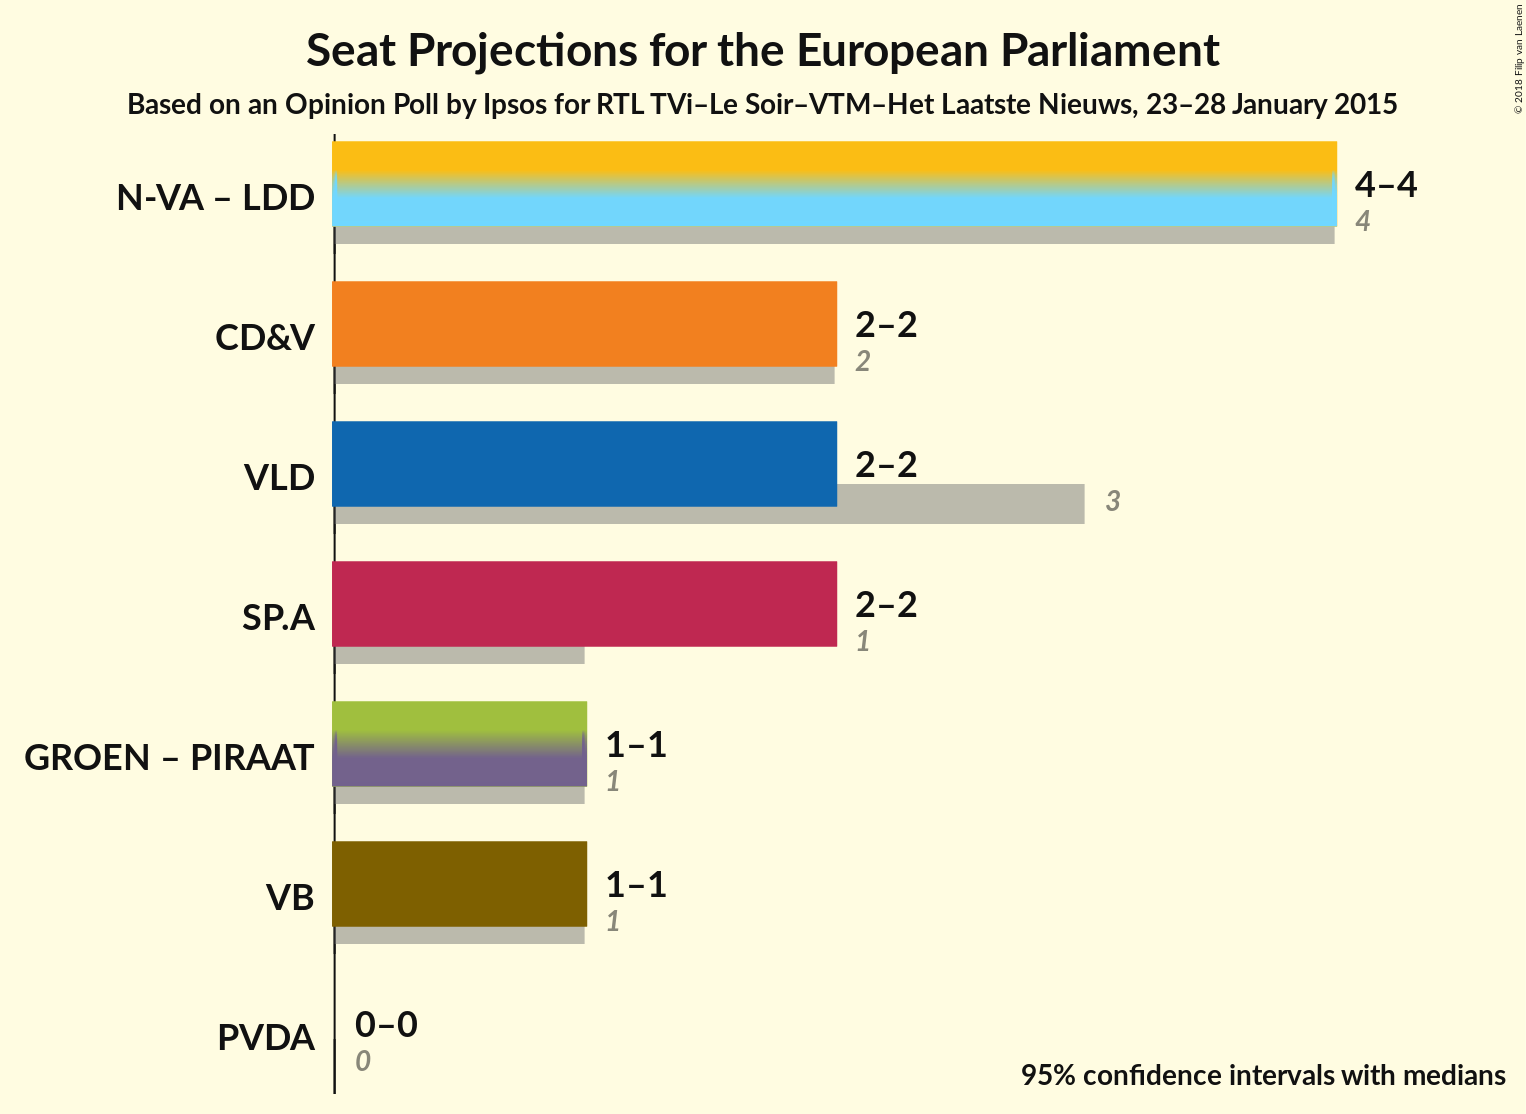 Seat Projections for the European Parliament
Based on an Opinion Poll by Ipsos for RTL TVi–Le Soir–VTM–Het Laatste Nieuws, 23–28 January 2015
© 2018 Filip van Laenen
N-VA – LDD
4–4
4
CD&V
2–2
2
VLD
2–2
3
SP.A
2–2
1
GROEN – PIRAAT
1–1
1
VB
1–1
1
PVDA
0–0
0
95% confidence intervals with medians